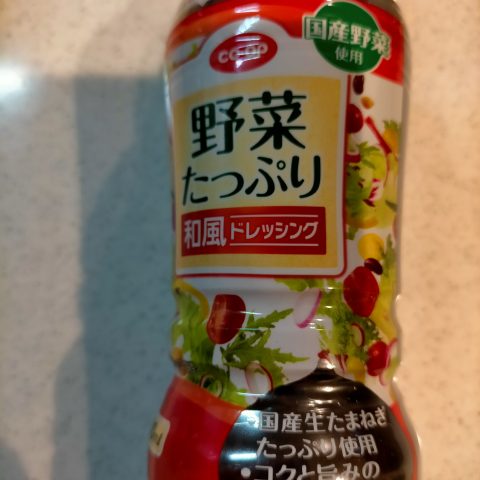 co·op
国産野菜
使用
野菜
たっぷり
和風ドレッシング
国産生たまねぎ
たっぷり使用
・コクと旨みの